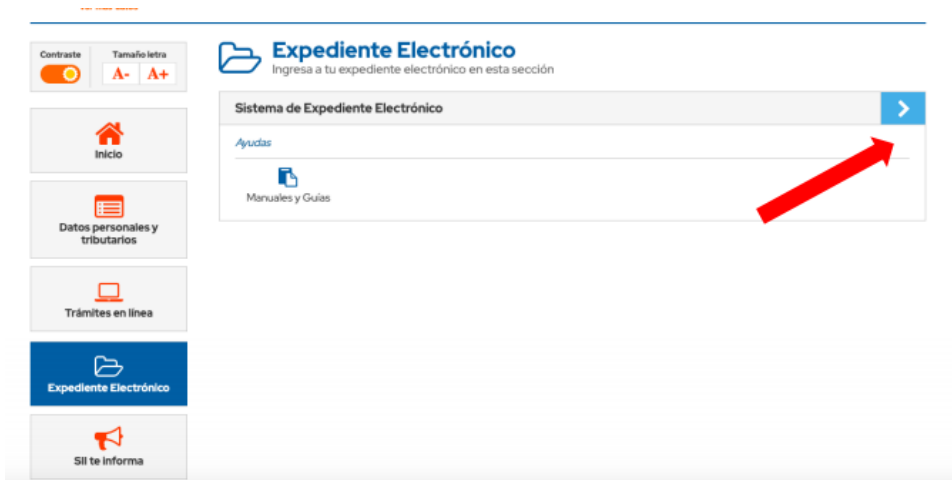 Contraste
Tamaño letra
A- A+
Inicio
Datos personales y
tributarios
Trámites en línea
Expediente Electrónico
SII te informa
Expediente Electrónico
Ingresa a tu expediente electrónico en esta sección
Sistema de Expediente Electrónico
Ayudas
Manuales y Guías